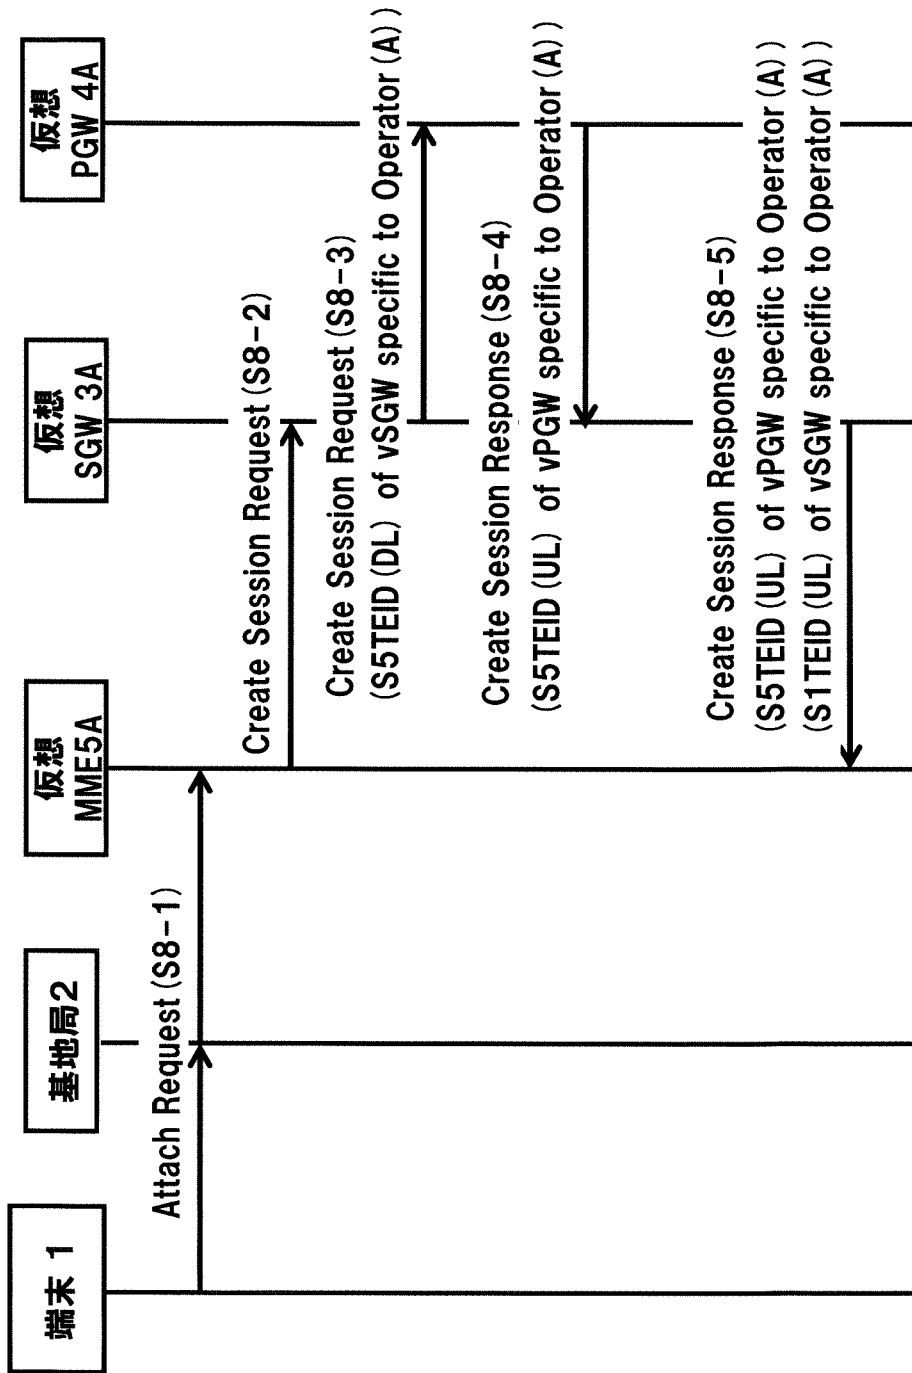 端末 1
基地局2
仮想
MME5A
仮想
SGW 3A
仮想
PGW 4A
Attach Request(S8-1)
Create Session Request(S8-2)
Create Session Request(S8-3)
(S5TEID(DL) of vSGW specific to Operator(A))
Create Session Response(S8-4)
(S5TEID(UL) of vPGW specific to Operator(A))
Create Session Response(S8-5)
(S5TEID(UL) of vPGW specific to Operator(A))
(S1TEID(UL) of vSGW specific to Operator(A))